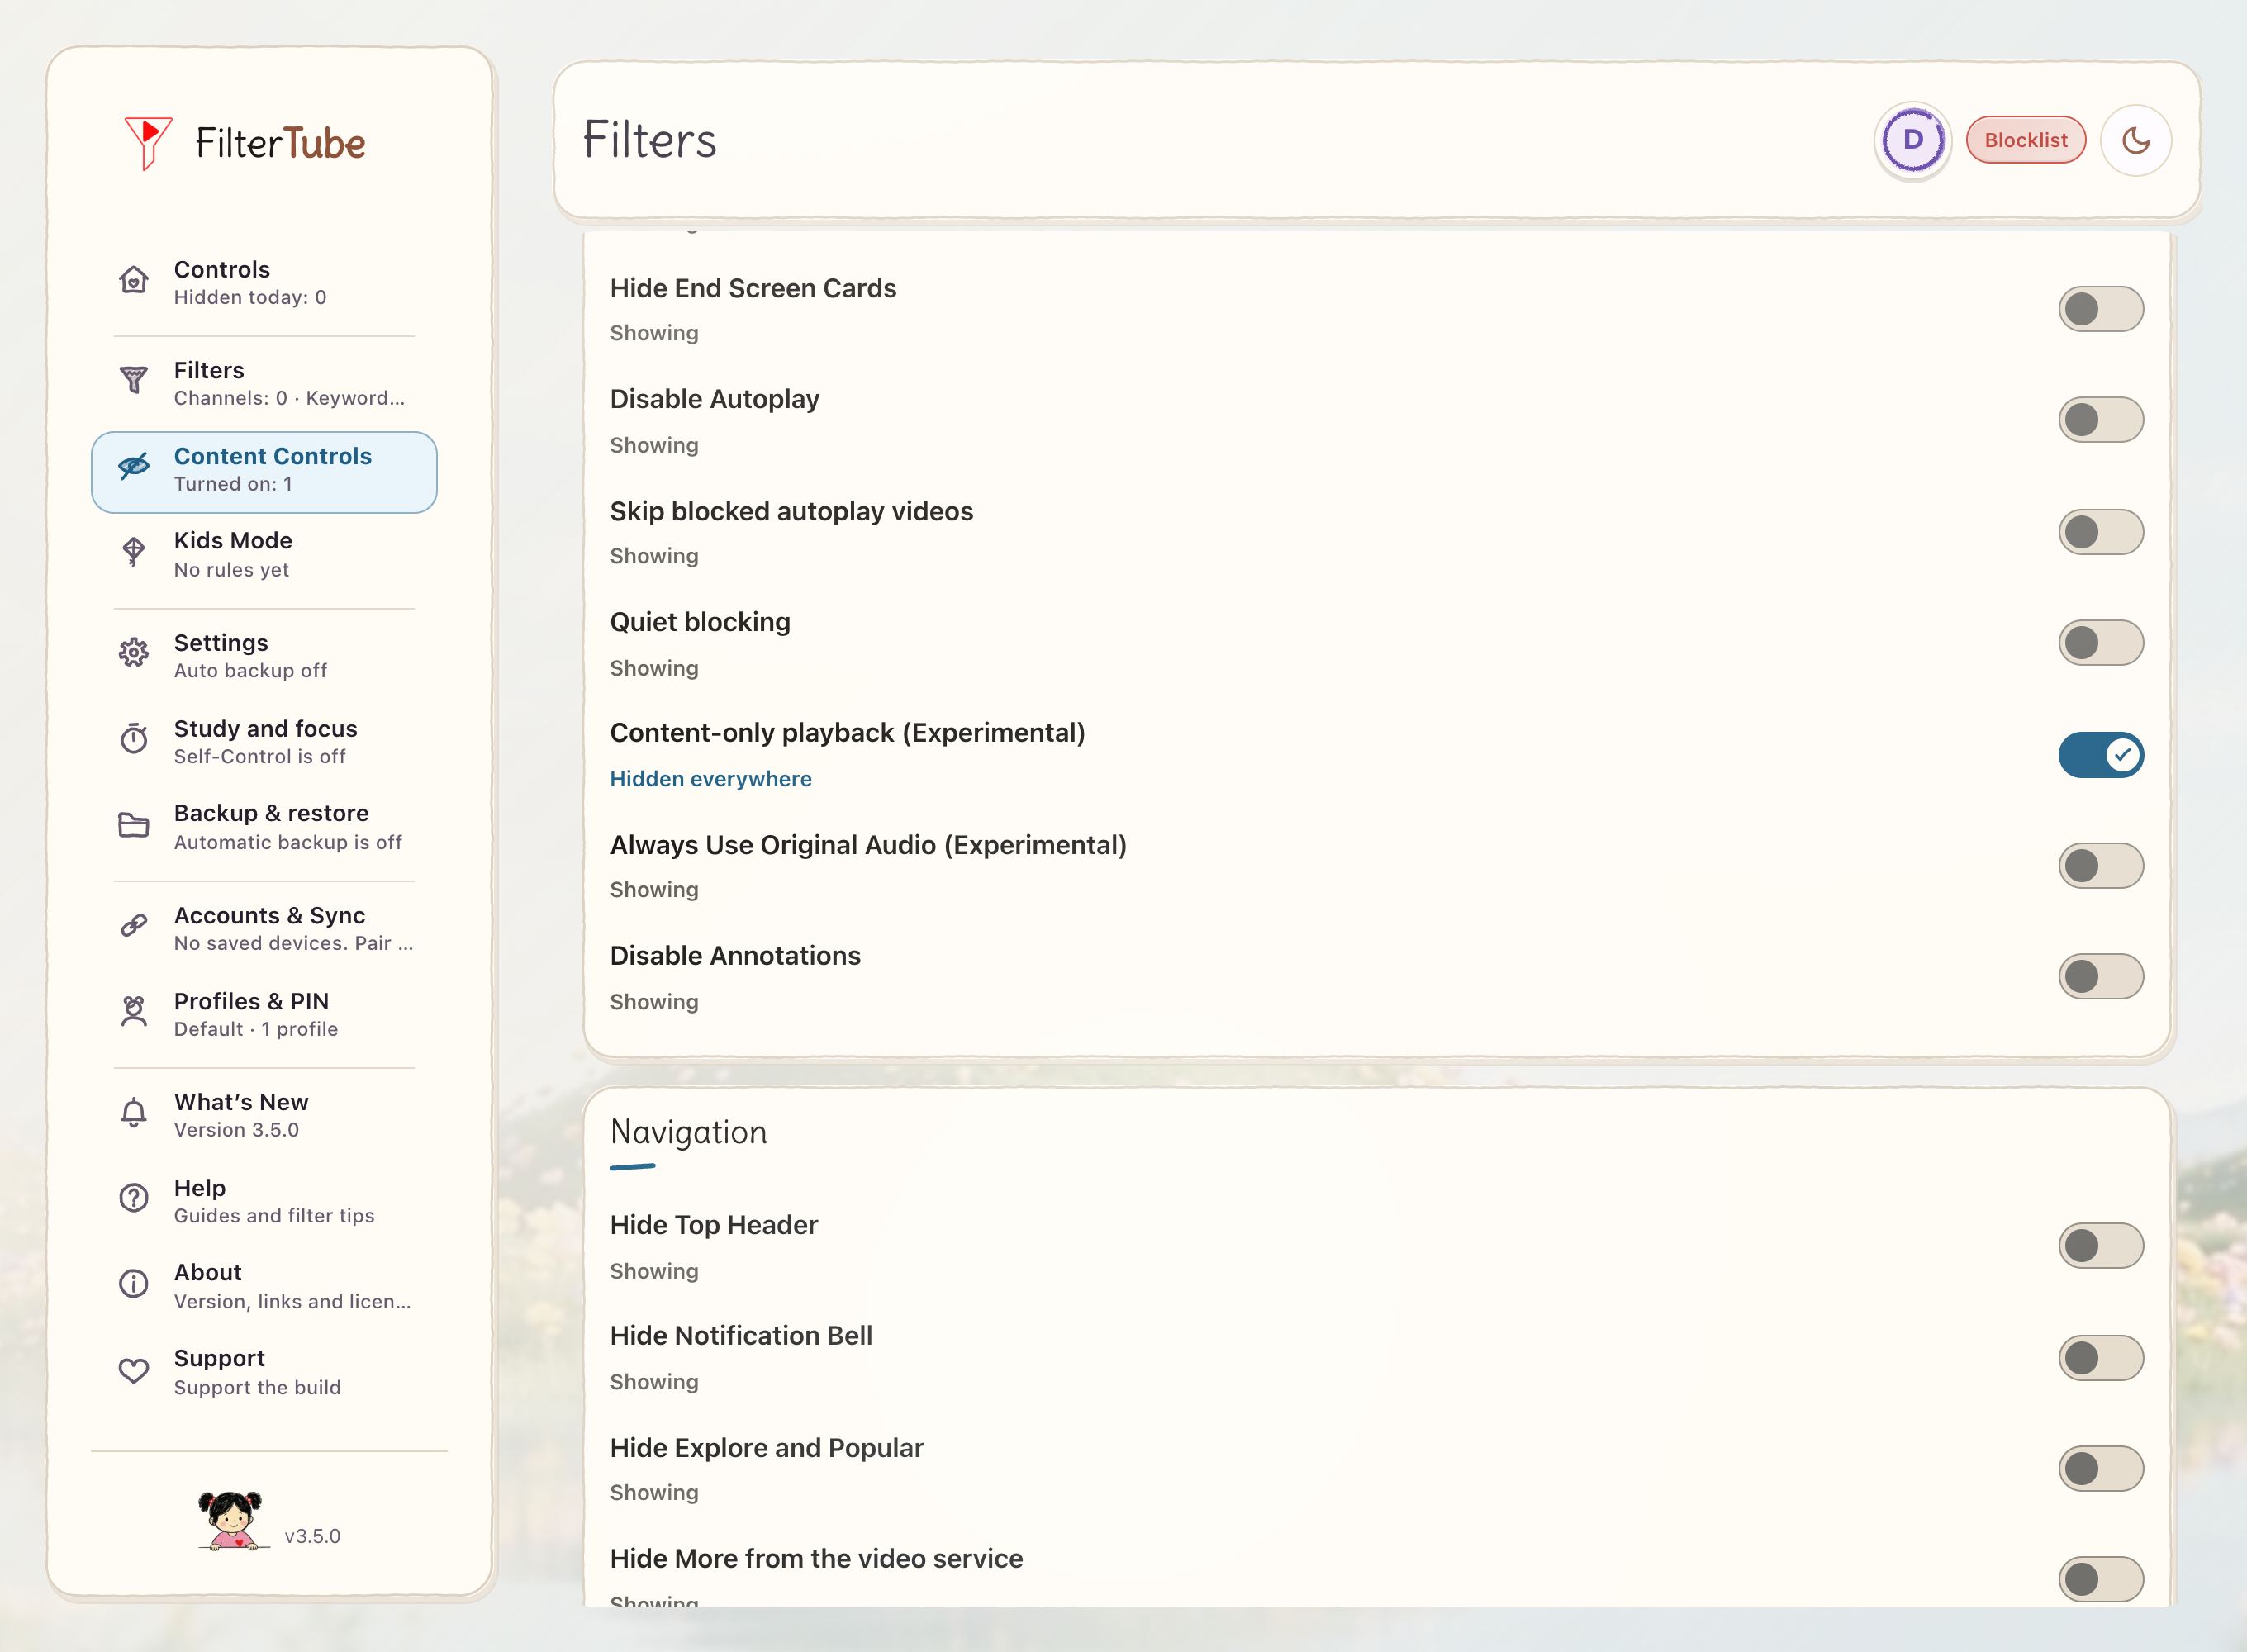 FilterTube
Controls
Hidden today: 0
Filters
Channels: 0 · Keyword...
Content Controls
Turned on: 1
Kids Mode
No rules yet
Settings
Auto backup off
Study and focus
Self-Control is off
Backup & restore
Automatic backup is off
Accounts & Sync
No saved devices. Pair ...
Profiles & PIN
Default · 1 profile
What's New
Version 3.5.0
Help
Guides and filter tips
About
Version, links and licen...
Support
Support the build
v3.5.0
Filters
D
Blocklist
Hide End Screen Cards
Showing
Disable Autoplay
Showing
Skip blocked autoplay videos
Showing
Quiet blocking
Showing
Content-only playback (Experimental)
Hidden everywhere
Always Use Original Audio (Experimental)
Showing
Disable Annotations
Showing
Navigation
Hide Top Header
Showing
Hide Notification Bell
Showing
Hide Explore and Popular
Showing
Hide More from the video service
Showing